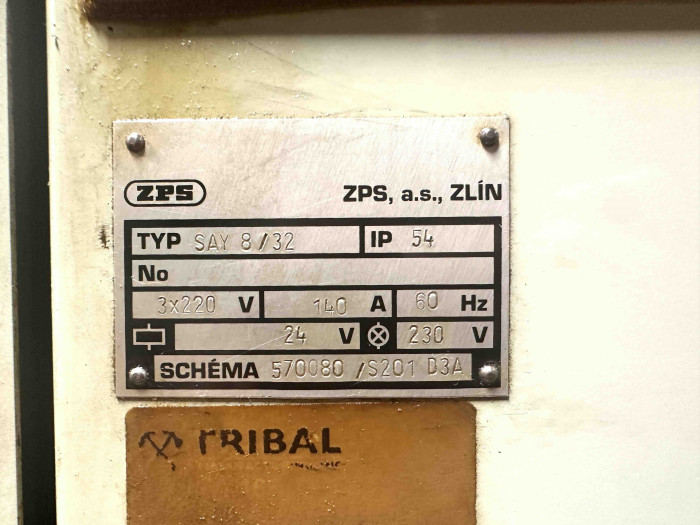 ZPS
ZPS, a.s., ZLÍN
TYP SAY 8/32 IP 54
No
3x220 V 140 A 60 Hz
24 V 230 V
SCHÉMA 570080 /S201 D3A
TRIBAL